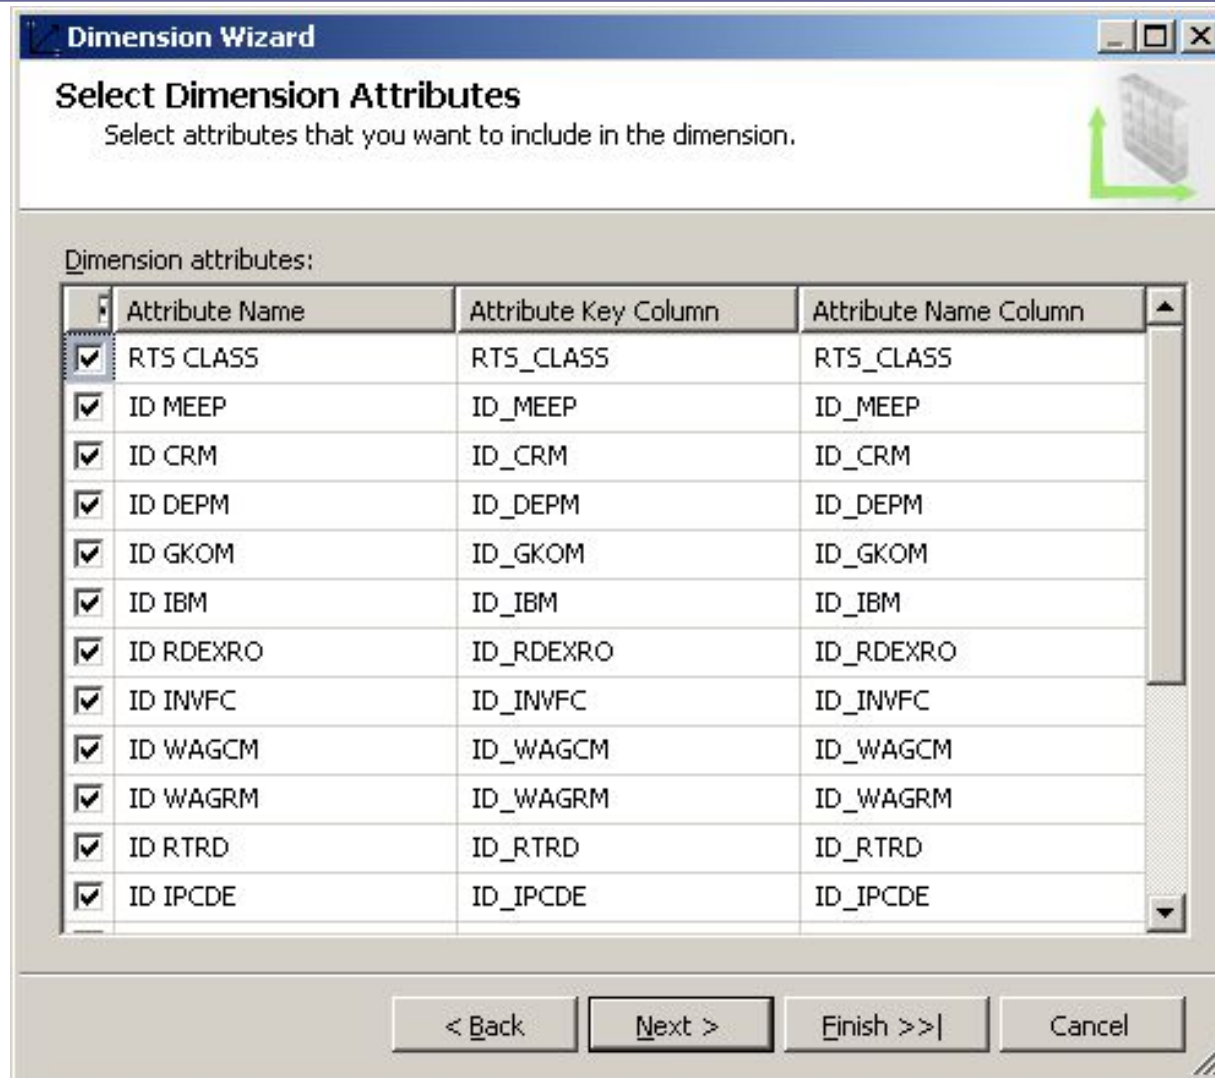 Dimension Wizard
Select Dimension Attributes
Select attributes that you want to include in the dimension.
Dimension attributes:
Attribute Name Attribute Key Column Attribute Name Column
RTS CLASS RTS_CLASS RTS_CLASS
ID MEEP ID_MEEP ID_MEEP
ID CRM ID_CRM ID_CRM
ID DEPM ID_DEPM ID_DEPM
ID GKOM ID_GKOM ID_GKOM
ID IBM ID_IBM ID_IBM
ID RDEXRO ID_RDEXRO ID_RDEXRO
ID INVFC ID_INVFC ID_INVFC
ID WAGCM ID_WAGCM ID_WAGCM
ID WAGRM ID_WAGRM ID_WAGRM
ID RTRD ID_RTRD ID_RTRD
ID IPCDE ID_IPCDE ID_IPCDE
< Back Next > Finish >>| Cancel